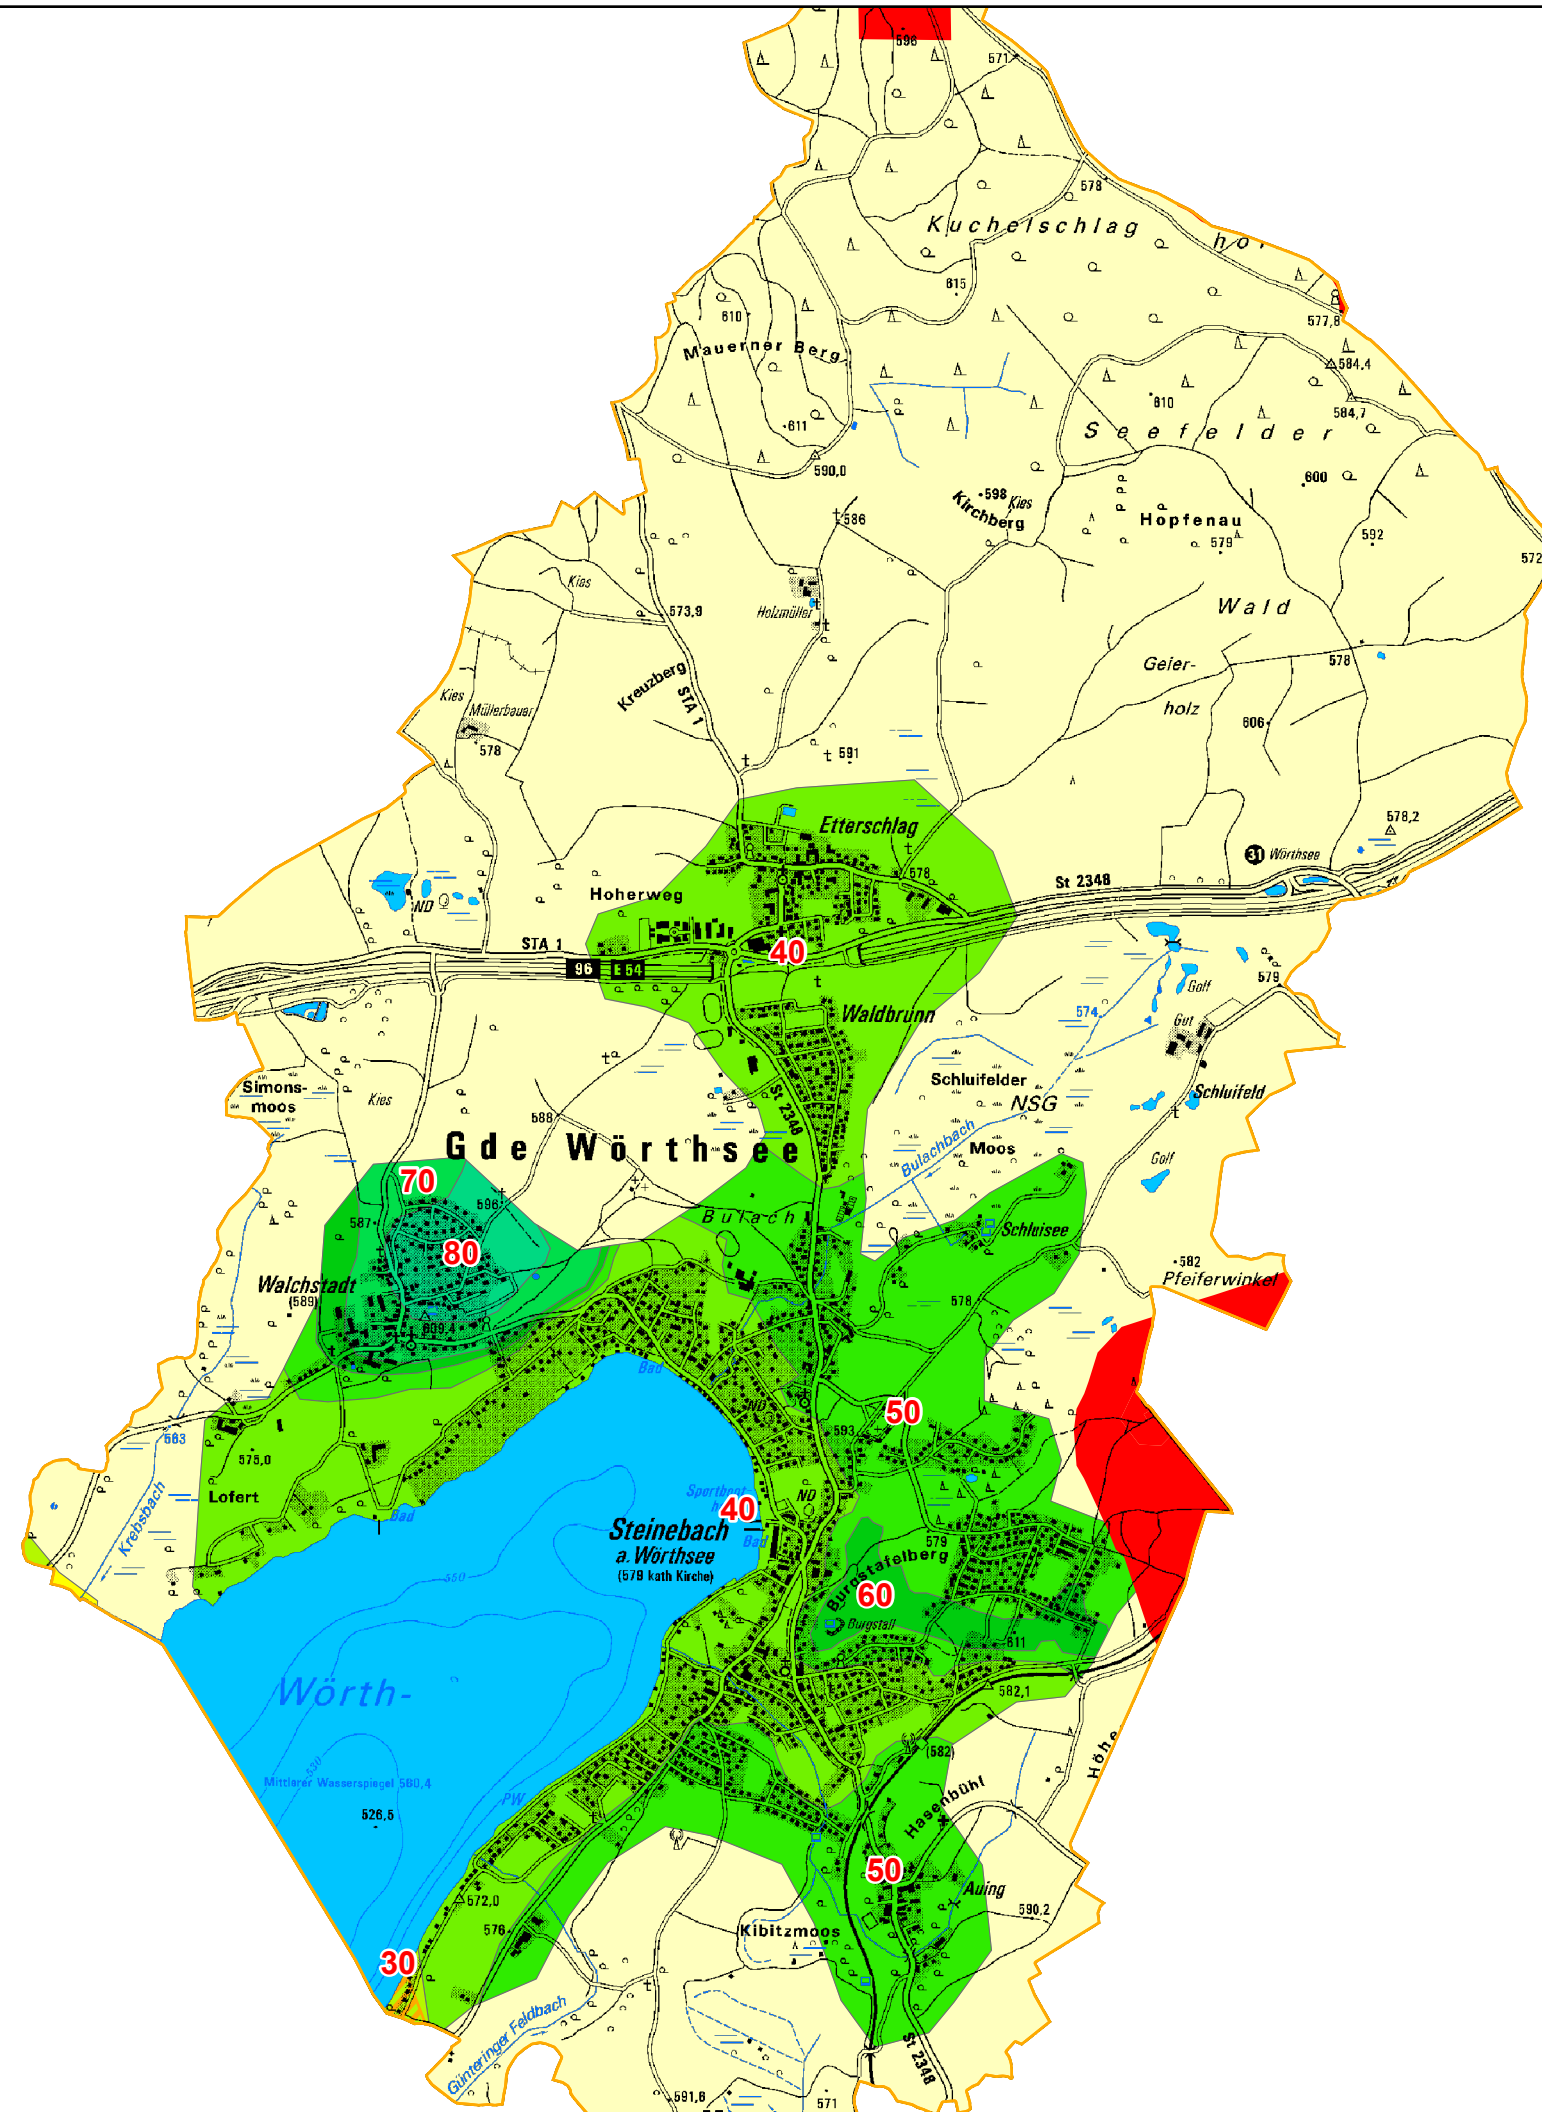 596
571
578
Kuchelschlag
615
610
577,8
Mauerner Berg
584,4
610
584,7
611
Seefelder
590,0
600
598
Kies
Kirchberg
586
Hopfenau
579
592
572
Kies
573,9
Holzmüller
Wald
Kreuzberg
STA 1
Geier-
holz
578
Kies
Müllerbauer
578
606
591
578,2
Etterschlag
31 Wörthsee
578
St 2348
ND
Hoherweg
STA 1
96
E 54
40
579
Golf
Waldbrunn
574
Gut
Schluifeld
Simons-
moos
Kies
Schluifelder
NSG
Moos
St 2348
588
Gde Wörthsee
Bulachbach
Golf
70
596
587
80
Bulach
Schluisee
582
Pfeiferwinkel
Walchstadt
(589)
609,4
578
Bad
ND
50
593
563
575,0
Lofert
Krebsbach
Bad
Sportboot-
40
ND
Steinebach
Bad
a. Wörthsee
(579 kath Kirche)
579
Burgstafelberg
550
60
Burgstall
611
Wörth-
582,1
(582)
Höhe
530
Mittlerer Wasserspiegel 560,4
PW
526,5
Hasenbühl
50
Auing
572,0
576
590,2
Kibitzmoos
30
Günteringer Feldbach
St 2348
591,6
571